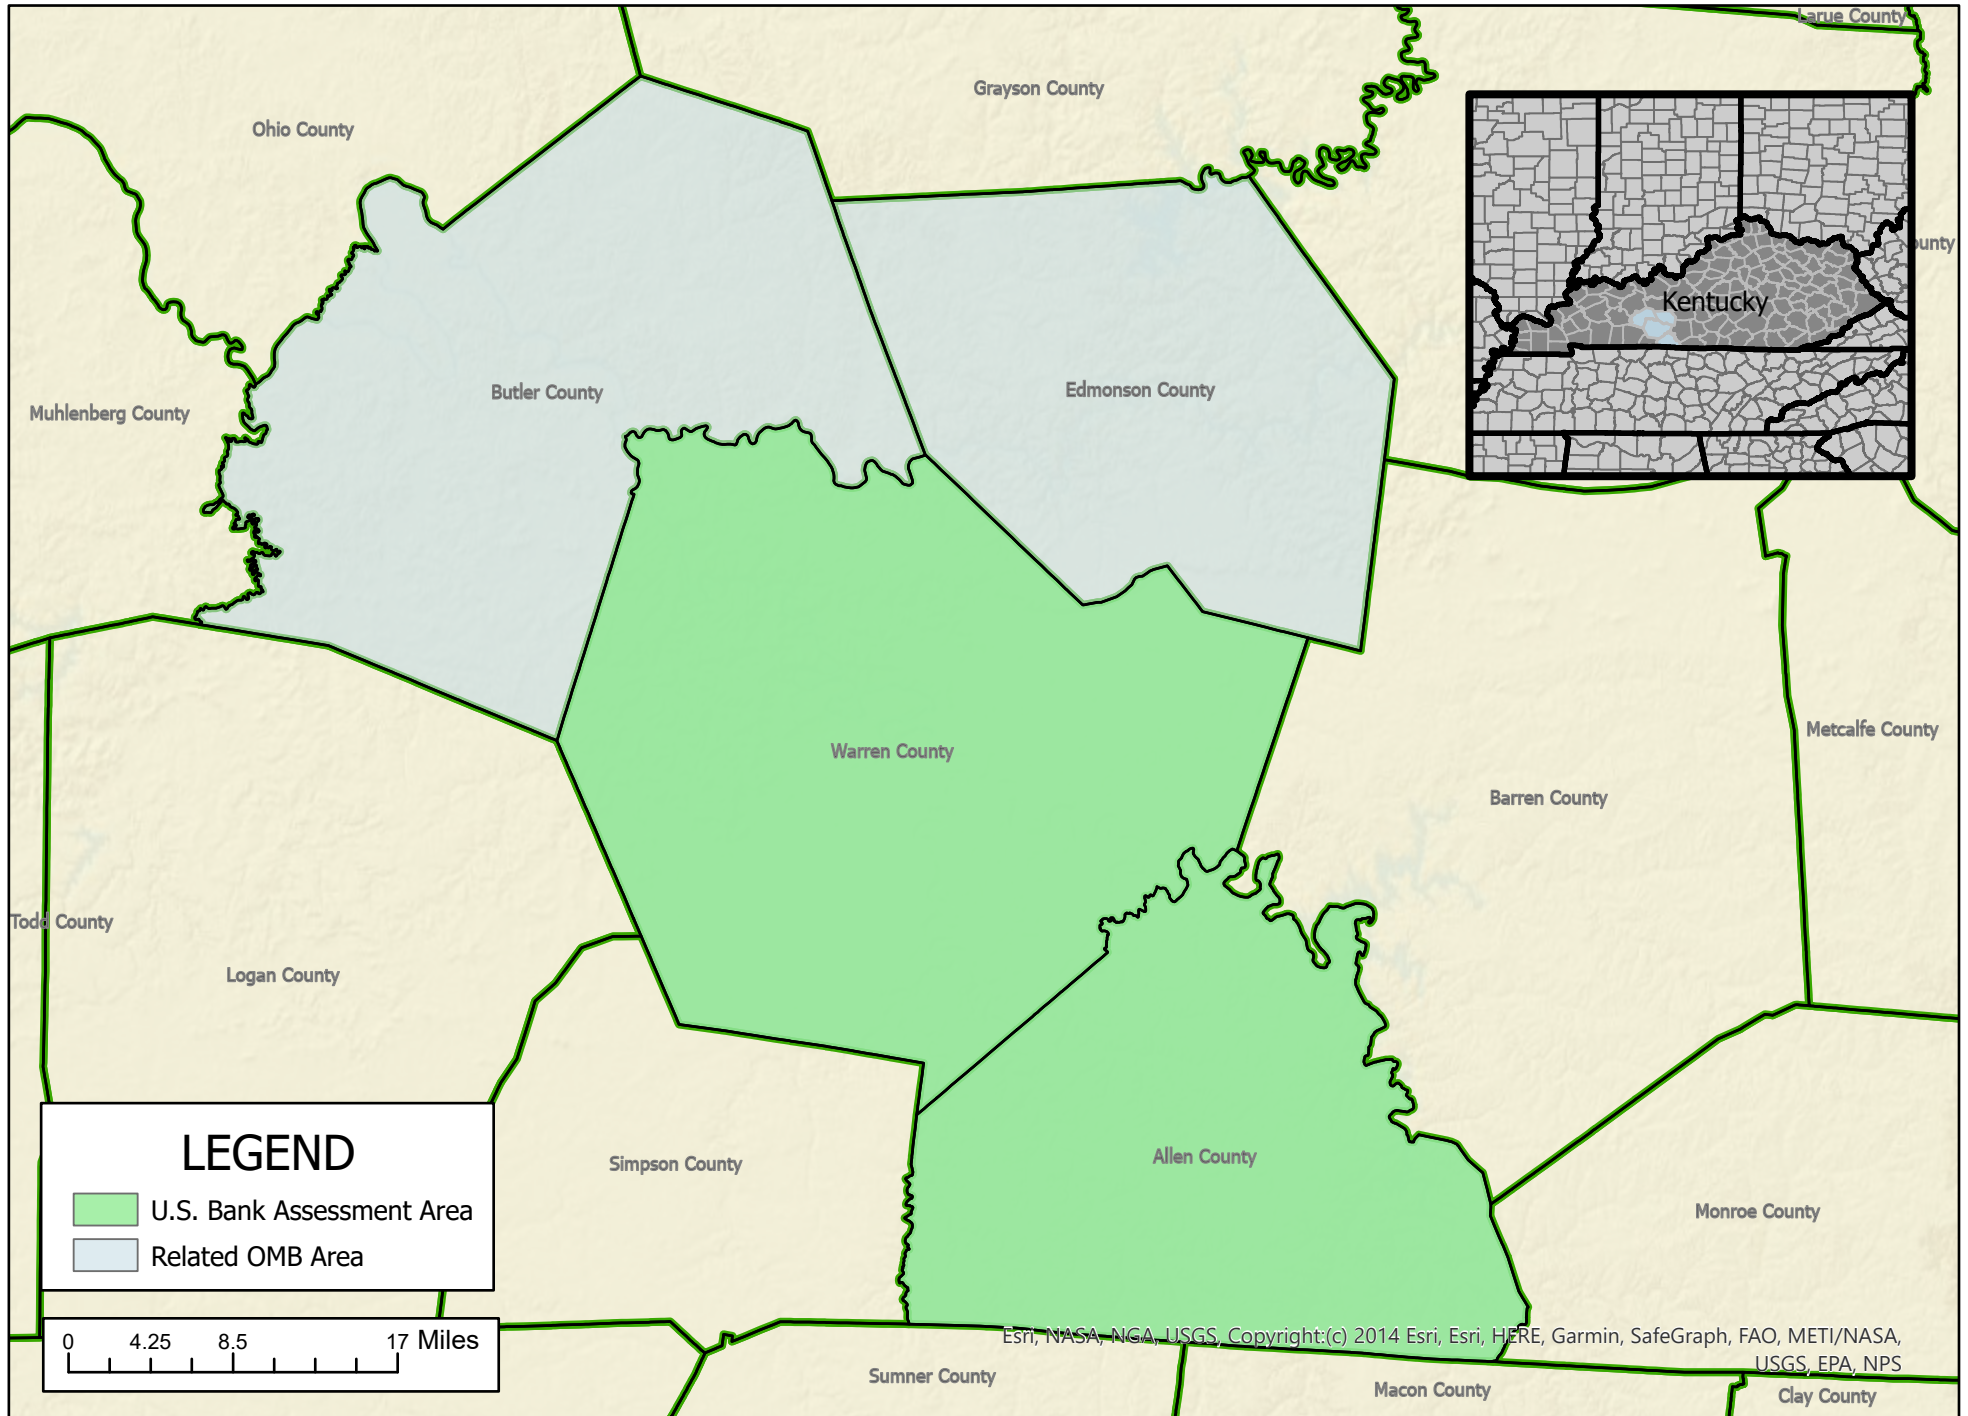 Larue County
Grayson County
Ohio County
ounty
Kentucky
Butler County
Edmonson County
Muhlenberg County
Warren County
Metcalfe County
Barren County
Todd County
Logan County
LEGEND
U.S. Bank Assessment Area
Related OMB Area
Simpson County
Allen County
Monroe County
0 4.25 8.5 17 Miles
Esri, NASA, NGA, USGS, Copyright:(c) 2014 Esri, Esri, HERE, Garmin, SafeGraph, FAO, METI/NASA,
USGS, EPA, NPS
Sumner County
Macon County
Clay County